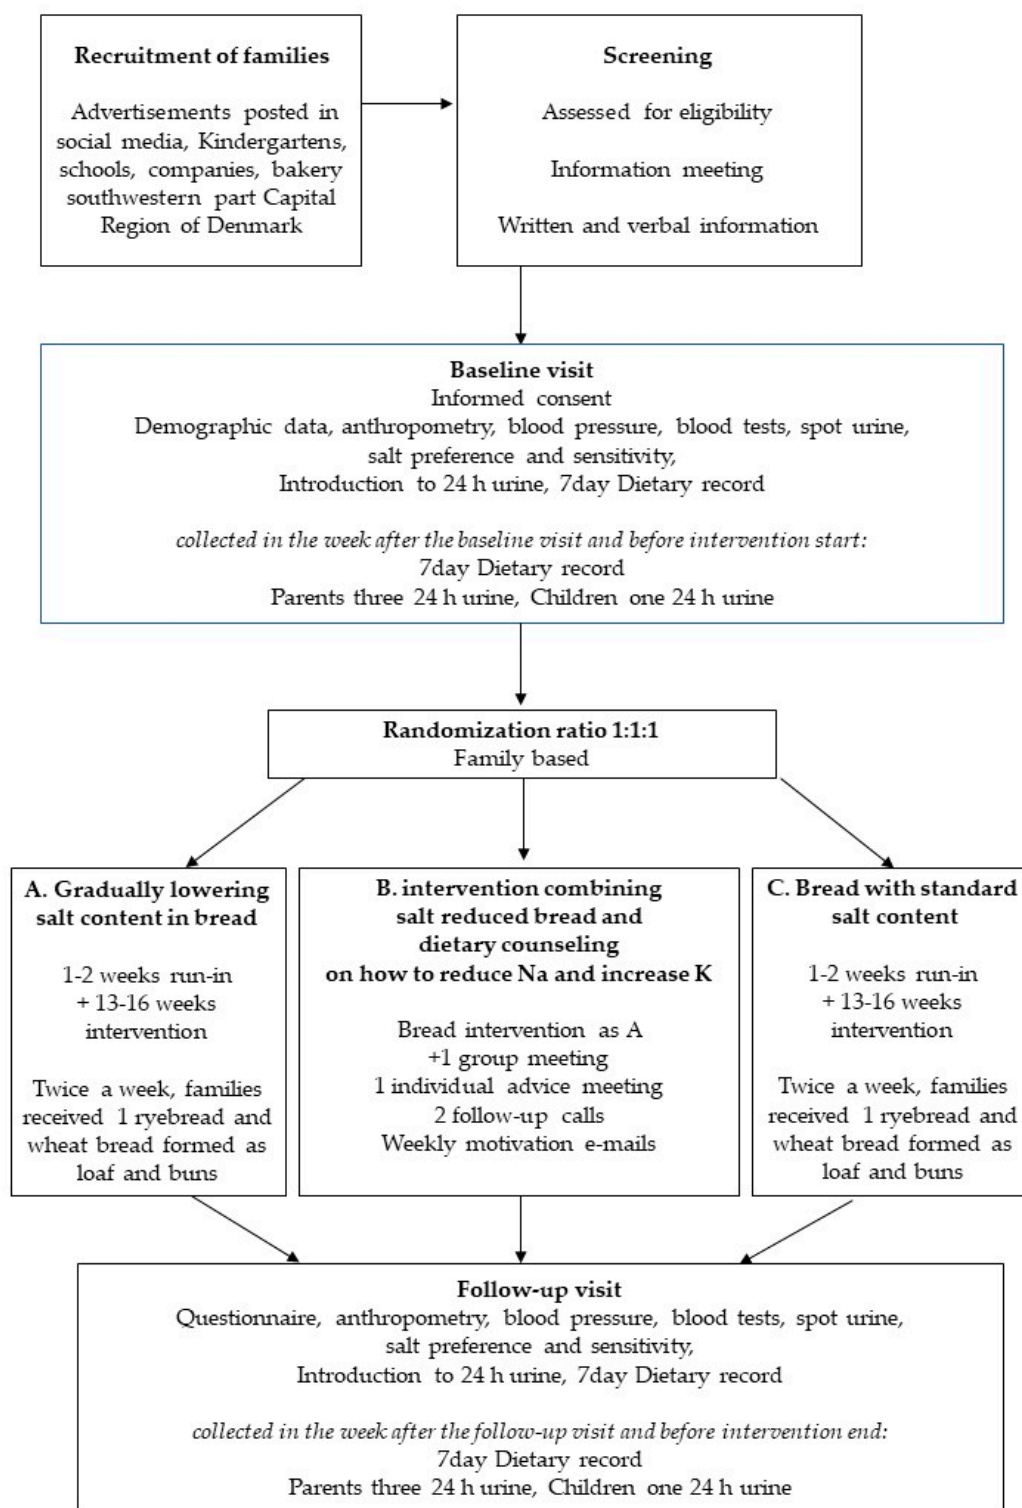 Recruitment of families
Advertisements posted in
social media, Kindergartens,
schools, companies, bakery
southwestern part Capital
Region of Denmark
Screening
Assessed for eligibility
Information meeting
Written and verbal information
Baseline visit
Informed consent
Demographic data, anthropometry, blood pressure, blood tests, spot urine,
salt preference and sensitivity,
Introduction to 24 h urine, 7day Dietary record
collected in the week after the baseline visit and before intervention start:
7day Dietary record
Parents three 24 h urine, Children one 24 h urine
Randomization ratio 1:1:1
Family based
A. Gradually lowering
salt content in bread
1-2 weeks run-in
+ 13-16 weeks
intervention
Twice a week, families
received 1 ryebread and
wheat bread formed as
loaf and buns
B. intervention combining
salt reduced bread and
dietary counseling
on how to reduce Na and increase K
Bread intervention as A
+1 group meeting
1 individual advice meeting
2 follow-up calls
Weekly motivation e-mails
C. Bread with standard
salt content
1-2 weeks run-in
+ 13-16 weeks
intervention
Twice a week, families
received 1 ryebread and
wheat bread formed as
loaf and buns
Follow-up visit
Questionnaire, anthropometry, blood pressure, blood tests, spot urine,
salt preference and sensitivity,
Introduction to 24 h urine, 7day Dietary record
collected in the week after the follow-up visit and before intervention end:
7day Dietary record
Parents three 24 h urine, Children one 24 h urine